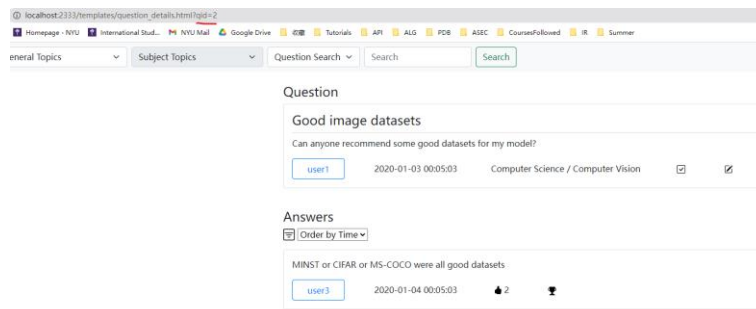 localhost:2333/templates/question_details.html?qid=2
Homepage - NYU International Stud... NYU Mail Google Drive 收藏 Tutorials API ALG PDB ASEC CoursesFollowed IR Summer
eneral Topics Subject Topics Question Search Search Search
Question
Good image datasets
Can anyone recommend some good datasets for my model?
user1 2020-01-03 00:05:03 Computer Science / Computer Vision
Answers
Order by Time
MINST or CIFAR or MS-COCO were all good datasets
user3 2020-01-04 00:05:03 2